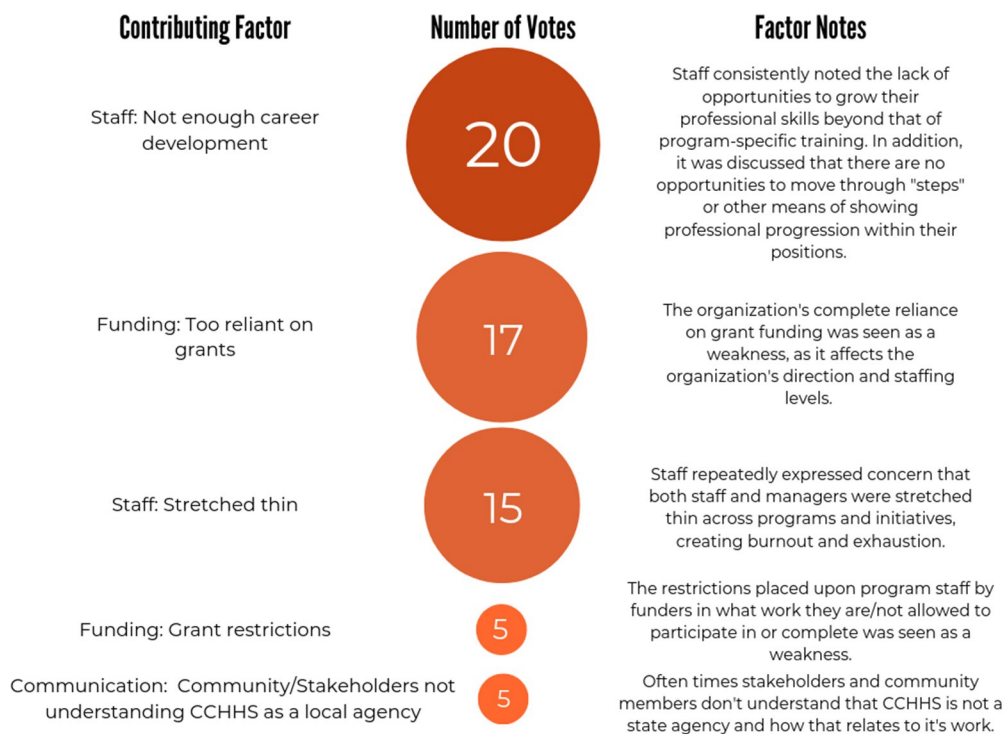 Contributing Factor
Number of Votes
Factor Notes
Staff: Not enough career
development
20
Staff consistently noted the lack of
opportunities to grow their
professional skills beyond that of
program-specific training. In addition,
it was discussed that there are no
opportunities to move through "steps"
or other means of showing
professional progression within their
positions.
Funding: Too reliant on
grants
17
The organization's complete reliance
on grant funding was seen as a
weakness, as it affects the
organization's direction and staffing
levels.
Staff: Stretched thin
15
Staff repeatedly expressed concern that
both staff and managers were stretched
thin across programs and initiatives,
creating burnout and exhaustion.
Funding: Grant restrictions
5
The restrictions placed upon program staff by
funders in what work they are/not allowed to
participate in or complete was seen as a
weakness.
Communication: Community/Stakeholders not
understanding CCHHS as a local agency
5
Often times stakeholders and community
members don't understand that CCHHS is not a
state agency and how that relates to it's work.